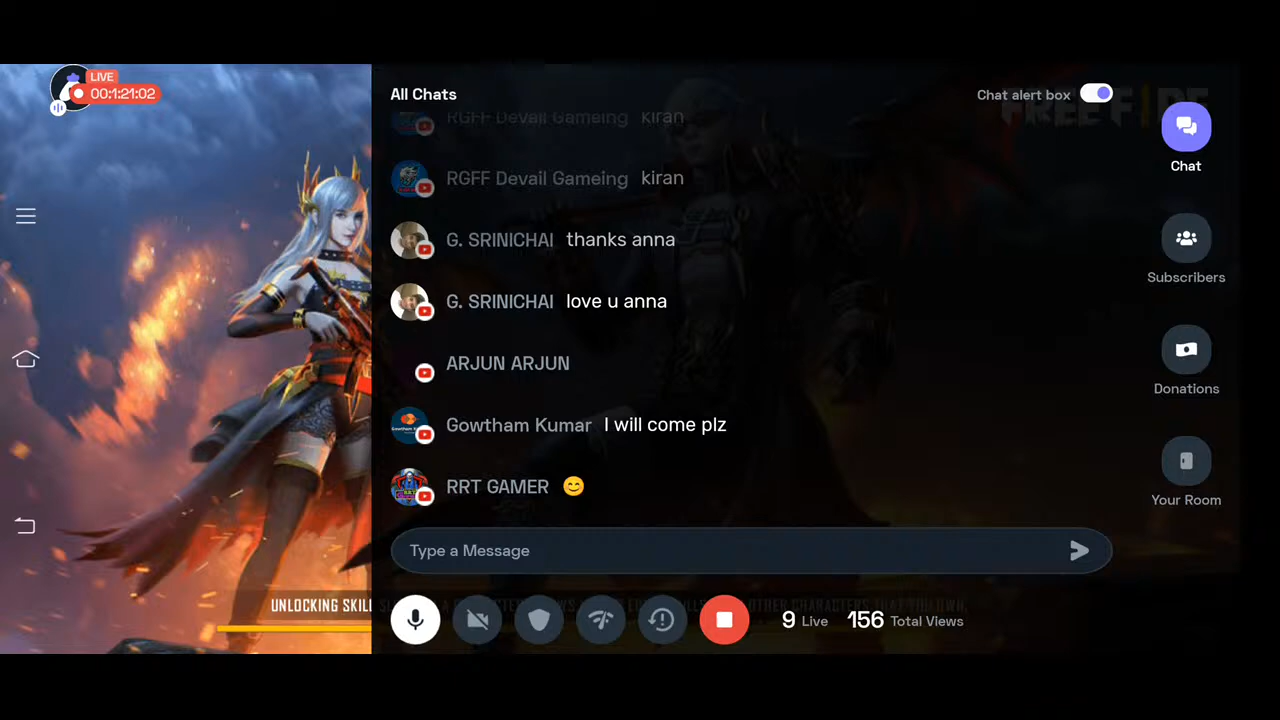 LIVE
00:1:21:02
All Chats
Chat alert box
FREE FIRE
RGFF Devail Gameing kiran
Chat
RGFF Devail Gameing kiran
G. SRINICHAI thanks anna
Subscribers
G. SRINICHAI love u anna
ARJUN ARJUN
Donations
Gowtham Kumar I will come plz
RRT GAMER 😊
Your Room
Type a Message
UNLOCKING SKILL
9 Live 156 Total Views